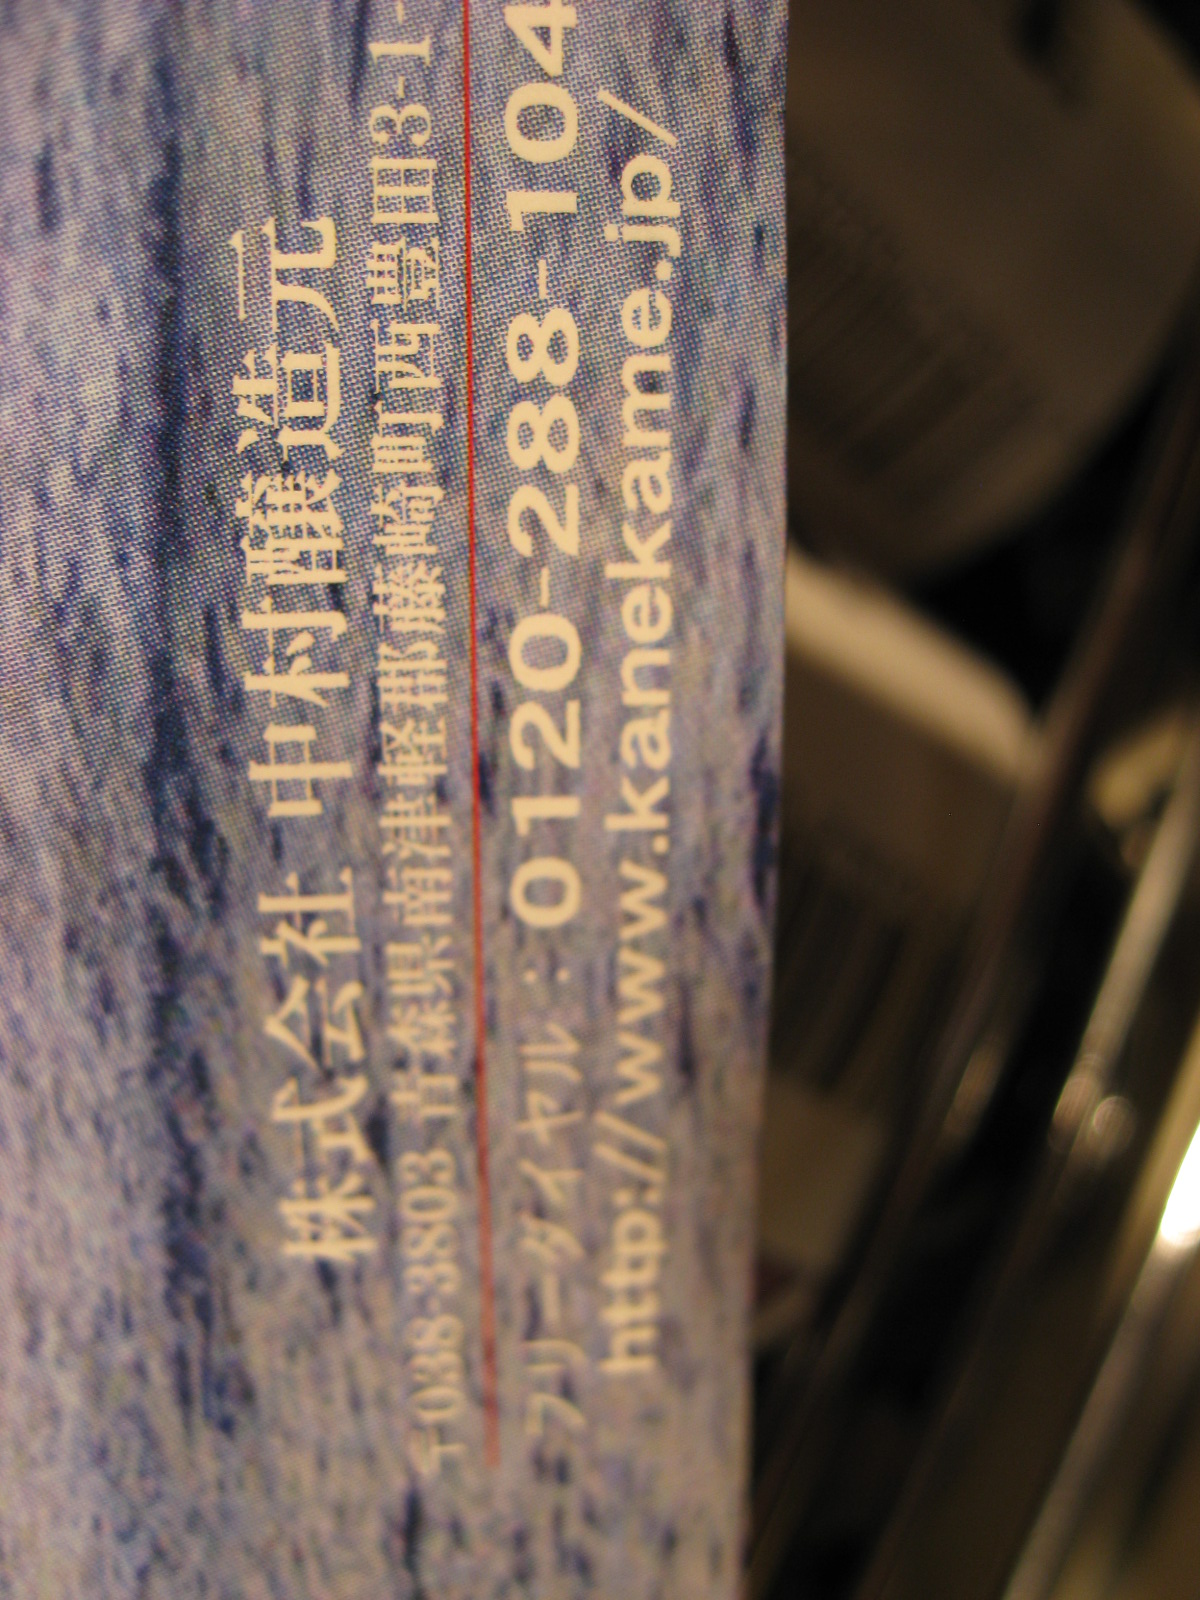 株式会社 中村醸造元
〒038-3803 青森県南津軽郡藤崎町西豊田3-1-
フリーダイヤル：0120-288-104
http://www.kanekame.jp/